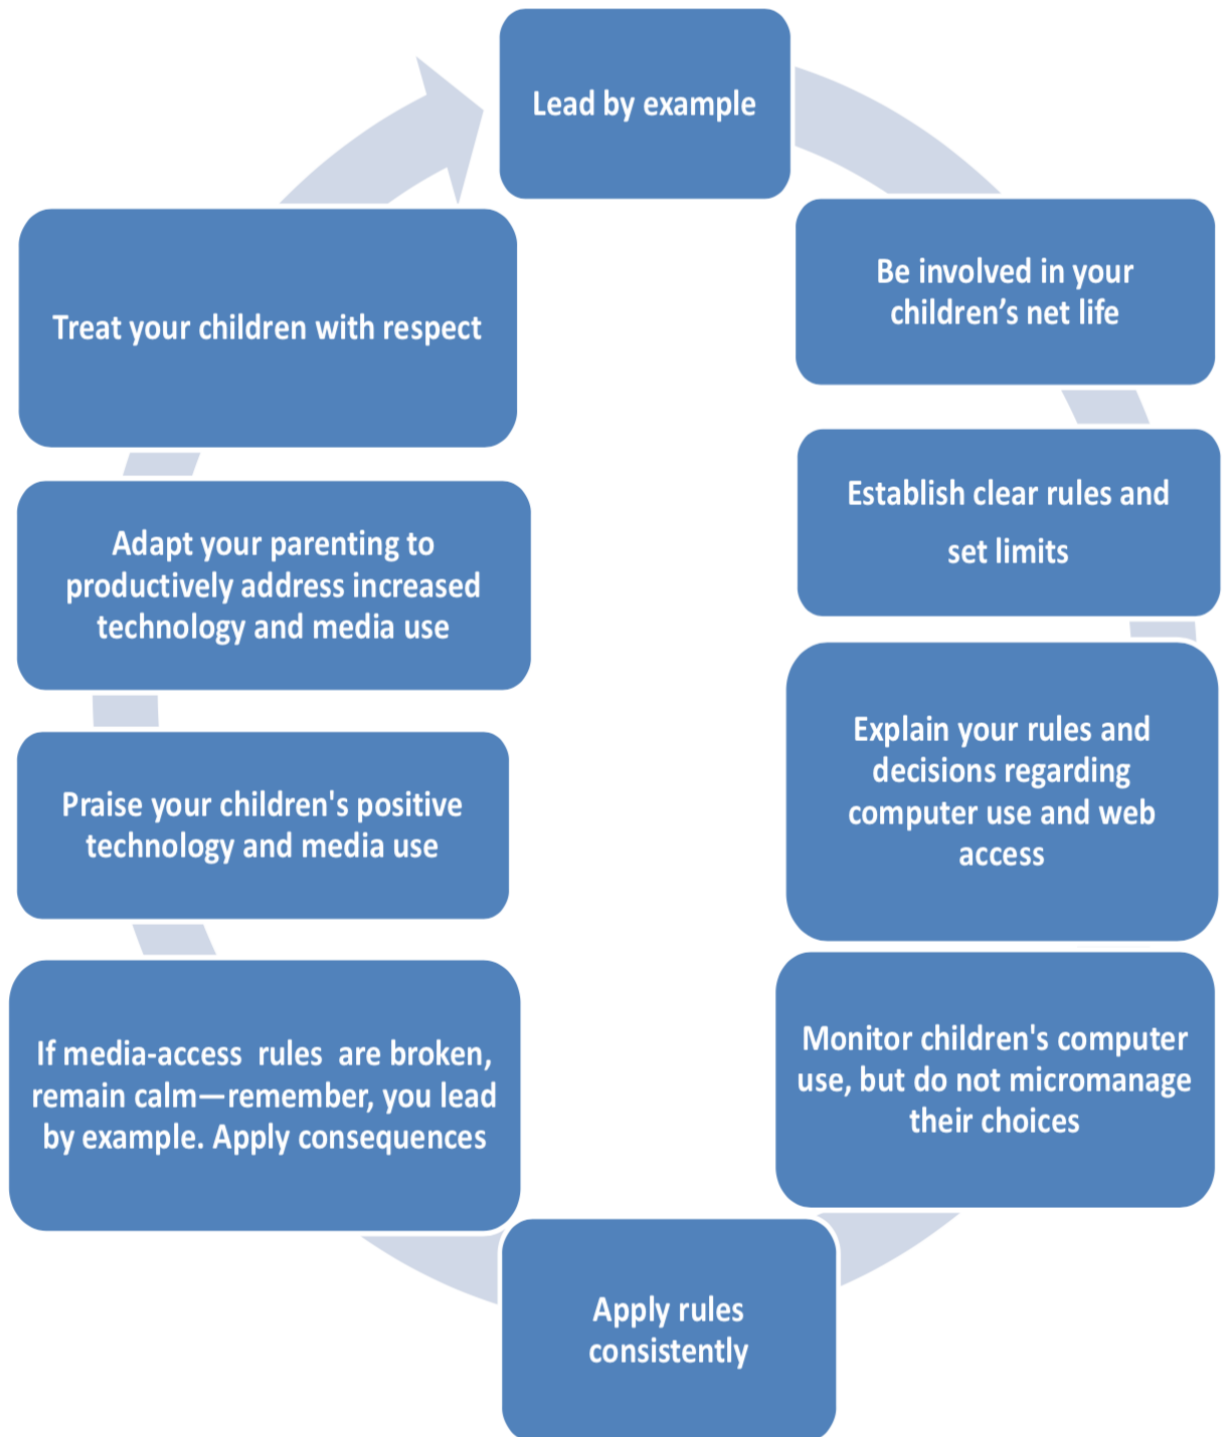 Lead by example
Be involved in your
children’s net life
Establish clear rules and
set limits
Explain your rules and
decisions regarding
computer use and web
access
Monitor children's computer
use, but do not micromanage
their choices
Apply rules
consistently
If media-access  rules  are broken,
remain calm—remember, you lead
by example. Apply consequences
Praise your children's positive
technology and media use
Adapt your parenting to
productively address increased
technology and media use
Treat your children with respect